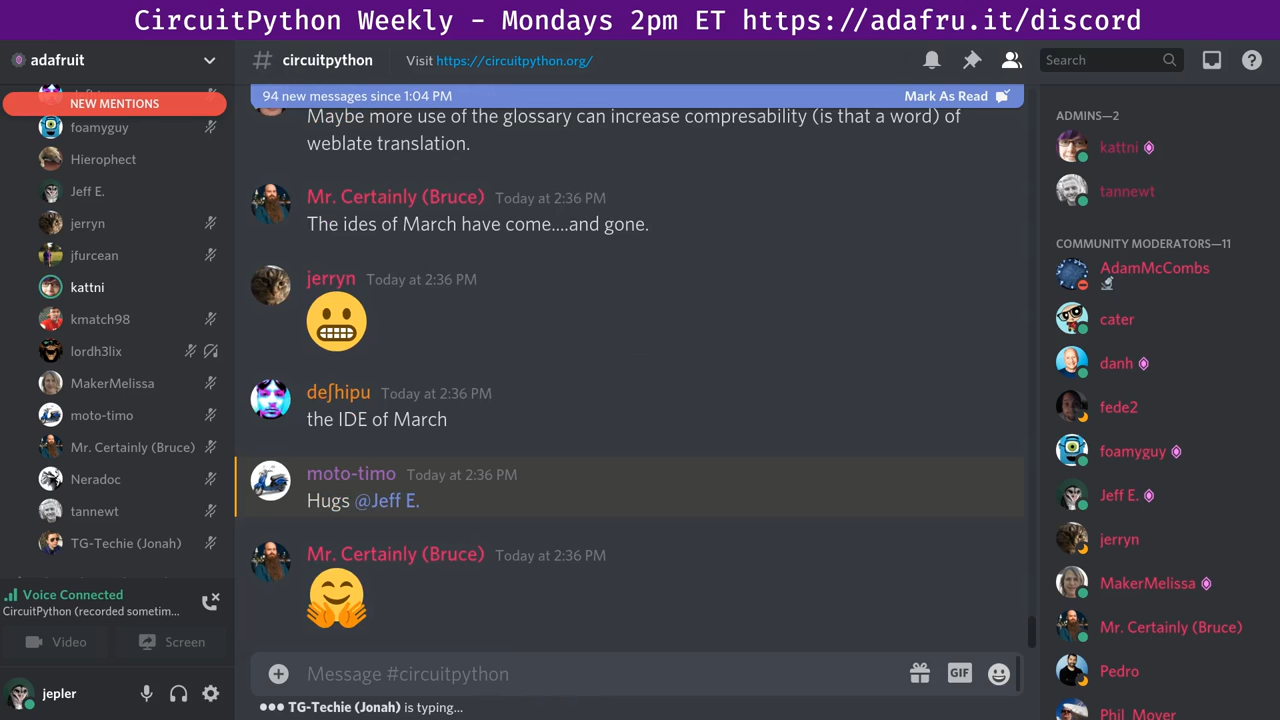 CircuitPython Weekly - Mondays 2pm ET https://adafru.it/discord
adafruit
NEW MENTIONS
foamyguy
Hierophect
Jeff E.
jerryn
jfurcean
kattni
kmatch98
lordh3lix
MakerMelissa
moto-timo
Mr. Certainly (Bruce)
Neradoc
tannewt
TG-Techie (Jonah)
Voice Connected
CircuitPython (recorded sometim...
Video Screen
jepler
# circuitpython Visit https://circuitpython.org/
Search
94 new messages since 1:04 PM Mark As Read
Maybe more use of the glossary can increase compresability (is that a word) of
weblate translation.
Mr. Certainly (Bruce) Today at 2:36 PM
The ides of March have come....and gone.
jerryn Today at 2:36 PM
deʃhipu Today at 2:36 PM
the IDE of March
moto-timo Today at 2:36 PM
Hugs @Jeff E.
Mr. Certainly (Bruce) Today at 2:36 PM
Message #circuitpython
GIF
TG-Techie (Jonah) is typing...
ADMINS—2
kattni
tannewt
COMMUNITY MODERATORS—11
AdamMcCombs
cater
danh
fede2
foamyguy
Jeff E.
jerryn
MakerMelissa
Mr. Certainly (Bruce)
Pedro
Phil_Moyer